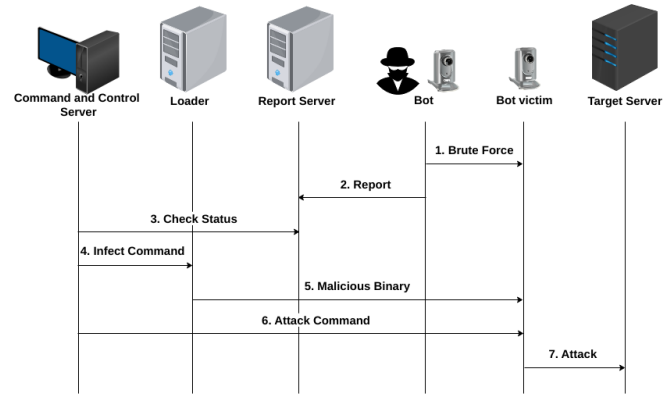 Command and Control
Server
Loader
Report Server
Bot
Bot victim
Target Server
1. Brute Force
2. Report
3. Check Status
4. Infect Command
5. Malicious Binary
6. Attack Command
7. Attack